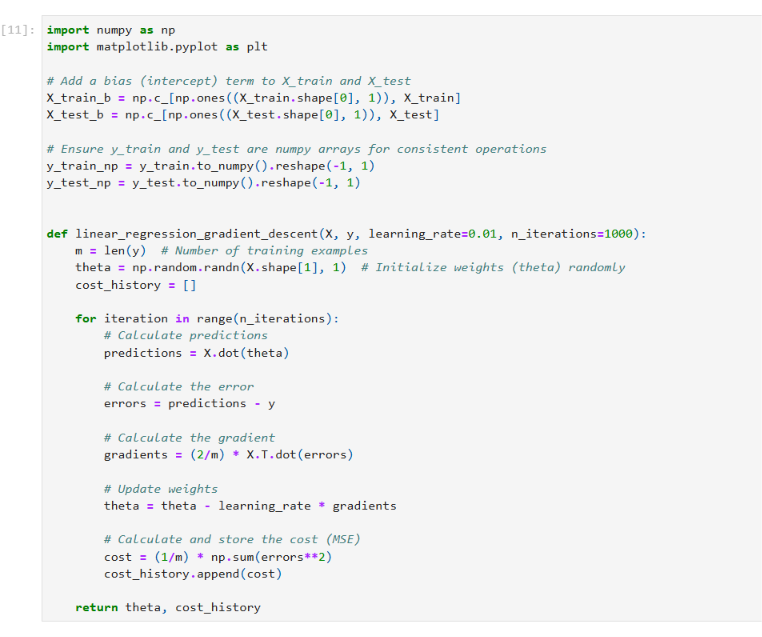 [11]: import numpy as np
import matplotlib.pyplot as plt
# Add a bias (intercept) term to X_train and X_test
X_train_b = np.c_[np.ones((X_train.shape[0], 1)), X_train]
X_test_b = np.c_[np.ones((X_test.shape[0], 1)), X_test]
# Ensure y_train and y_test are numpy arrays for consistent operations
y_train_np = y_train.to_numpy().reshape(-1, 1)
y_test_np = y_test.to_numpy().reshape(-1, 1)
def linear_regression_gradient_descent(X, y, learning_rate=0.01, n_iterations=1000):
    m = len(y)  # Number of training examples
    theta = np.random.randn(X.shape[1], 1)  # Initialize weights (theta) randomly
    cost_history = []
    for iteration in range(n_iterations):
        # Calculate predictions
        predictions = X.dot(theta)
        # Calculate the error
        errors = predictions - y
        # Calculate the gradient
        gradients = (2/m) * X.T.dot(errors)
        # Update weights
        theta = theta - learning_rate * gradients
        # Calculate and store the cost (MSE)
        cost = (1/m) * np.sum(errors**2)
        cost_history.append(cost)
    return theta, cost_history